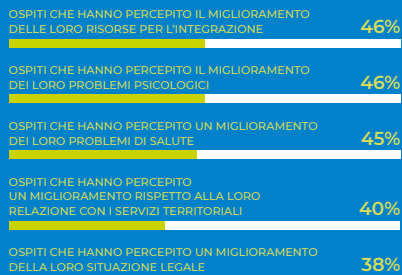 OSPITI CHE HANNO PERCEPITO IL MIGLIORAMENTO
DELLE LORO RISORSE PER L'INTEGRAZIONE 46%
OSPITI CHE HANNO PERCEPITO IL MIGLIORAMENTO
DEI LORO PROBLEMI PSICOLOGICI 46%
OSPITI CHE HANNO PERCEPITO UN MIGLIORAMENTO
DEI LORO PROBLEMI DI SALUTE 45%
OSPITI CHE HANNO PERCEPITO
UN MIGLIORAMENTO RISPETTO ALLA LORO
RELAZIONE CON I SERVIZI TERRITORIALI 40%
OSPITI CHE HANNO PERCEPITO UN MIGLIORAMENTO
DELLA LORO SITUAZIONE LEGALE 38%